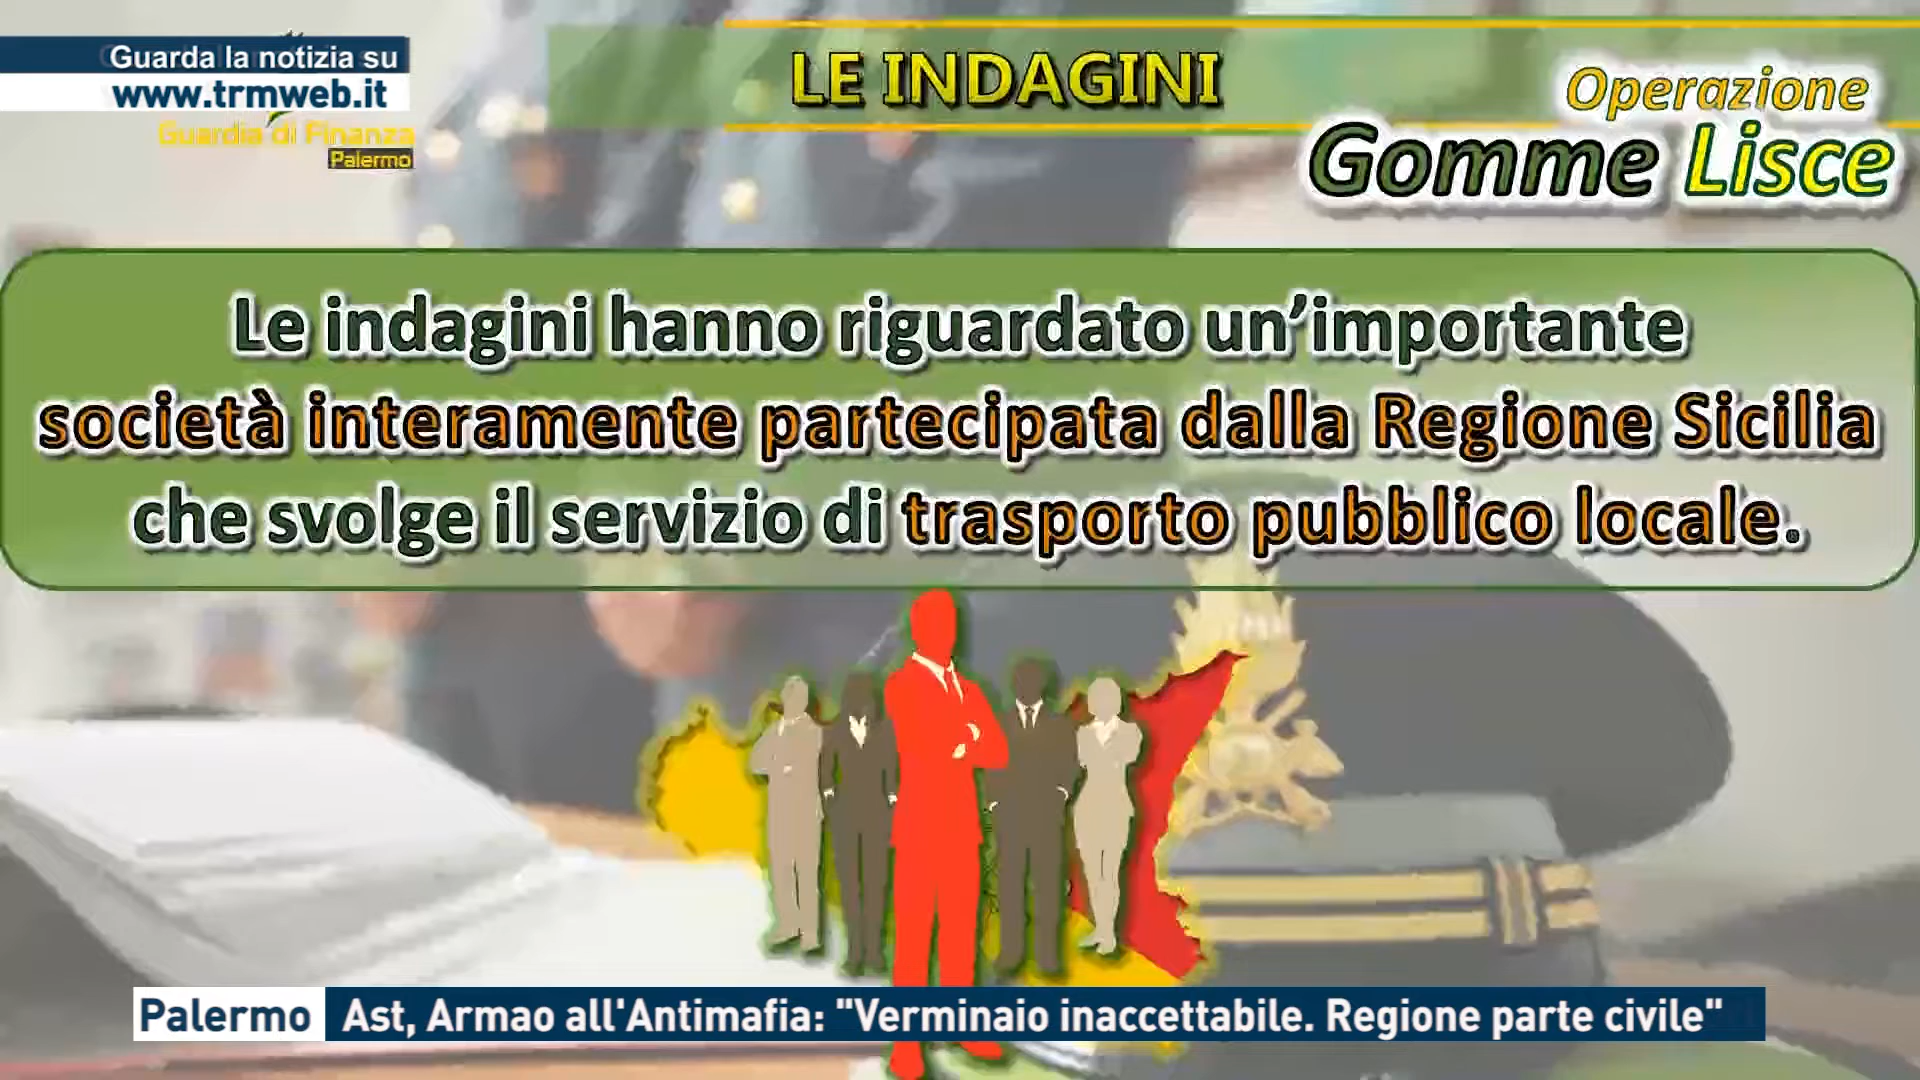 Guarda la notizia su
www.trmweb.it
Guardia di Finanza
Palermo
LE INDAGINI
Operazione
Gomme Lisce
Le indagini hanno riguardato un’importante
società interamente partecipata dalla Regione Sicilia
che svolge il servizio di trasporto pubblico locale.
Palermo
Ast, Armao all'Antimafia: "Verminaio inaccettabile. Regione parte civile"